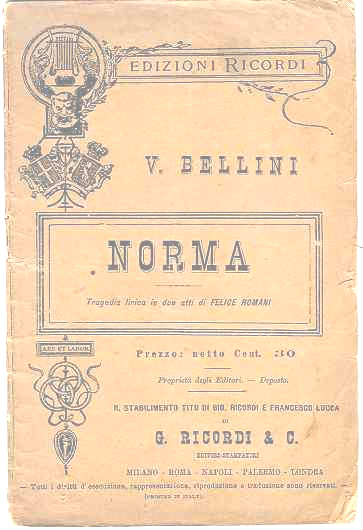 EDIZIONI RICORDI
V. BELLINI
NORMA
Tragedia lirica in due atti di FELICE ROMANI
ARS ET LABOR
Prezzo: netto Cent. 30
Proprietà degli Editori. — Deposto.
R. STABILIMENTO TITO DI GIO. RICORDI E FRANCESCO LUCCA
DI
G. RICORDI & C.
EDITORI-STAMPATORI
MILANO - ROMA - NAPOLI - PALERMO - LONDRA
— Tutti i diritti d'esecuzione, rappresentazione, riproduzione e traduzione sono riservati. —
(PRINTED IN ITALY).